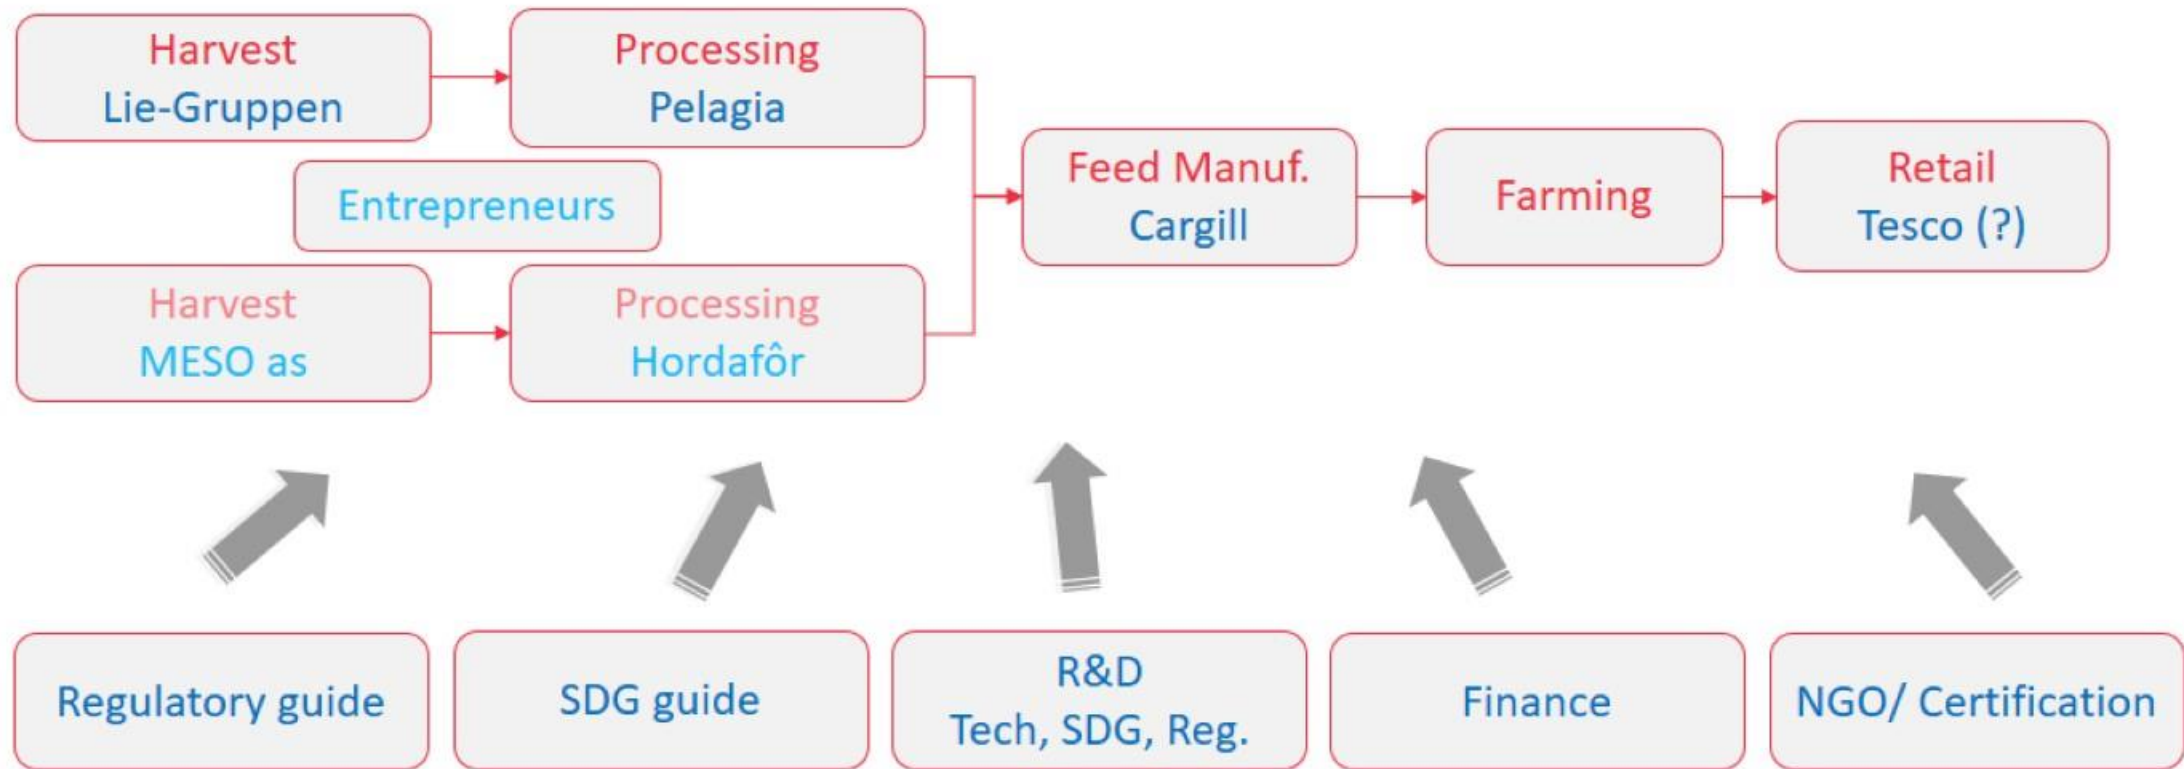 Harvest
Lie-Gruppen
Processing
Pelagia
Entrepreneurs
Harvest
MESO as
Processing
Hordafôr
Feed Manuf.
Cargill
Farming
Retail
Tesco (?)
Regulatory guide
SDG guide
R&D
Tech, SDG, Reg.
Finance
NGO/ Certification